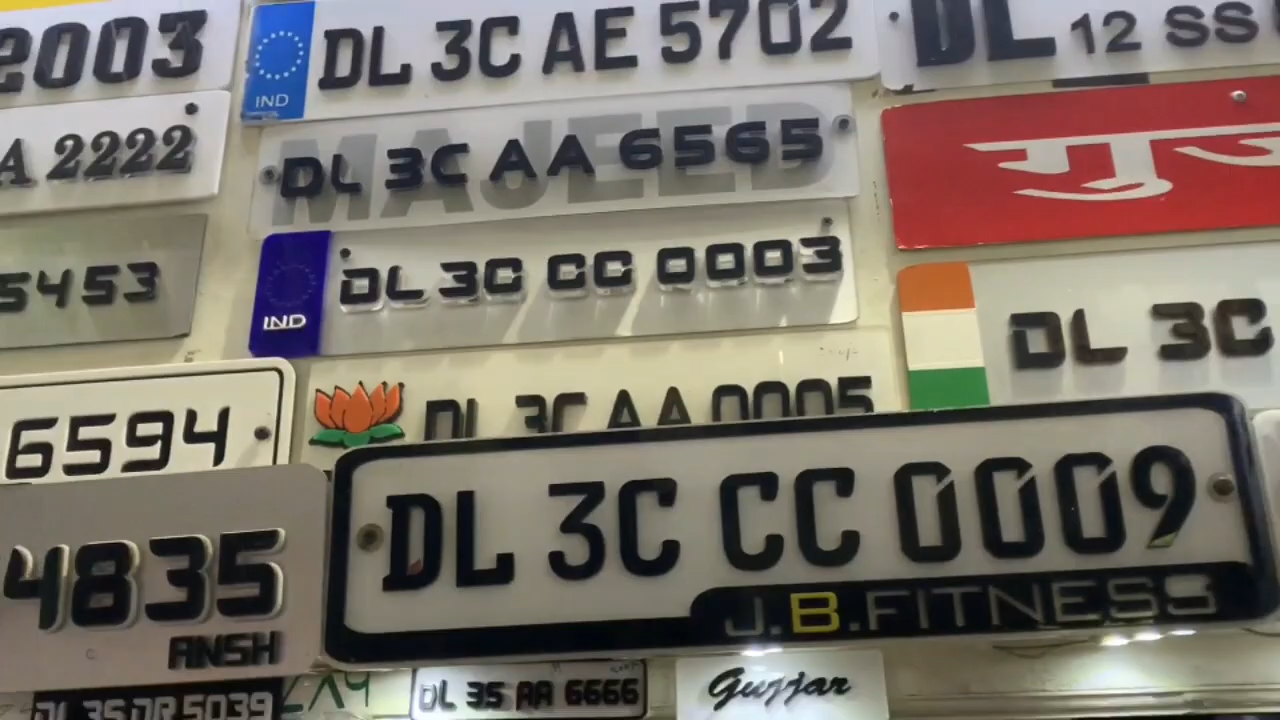 2003
DL 3C AE 5702
IND
DL 12 SS
A 2222
MAJEED
DL 3C AA 6565
5453
IND
DL 3C CC 0003
DL 3C
6594
DL 3C AA 0005
DL 3C CC 0009
J.B.FITNESS
4835
ANSH
DL 3S AA 6666
Gujjar